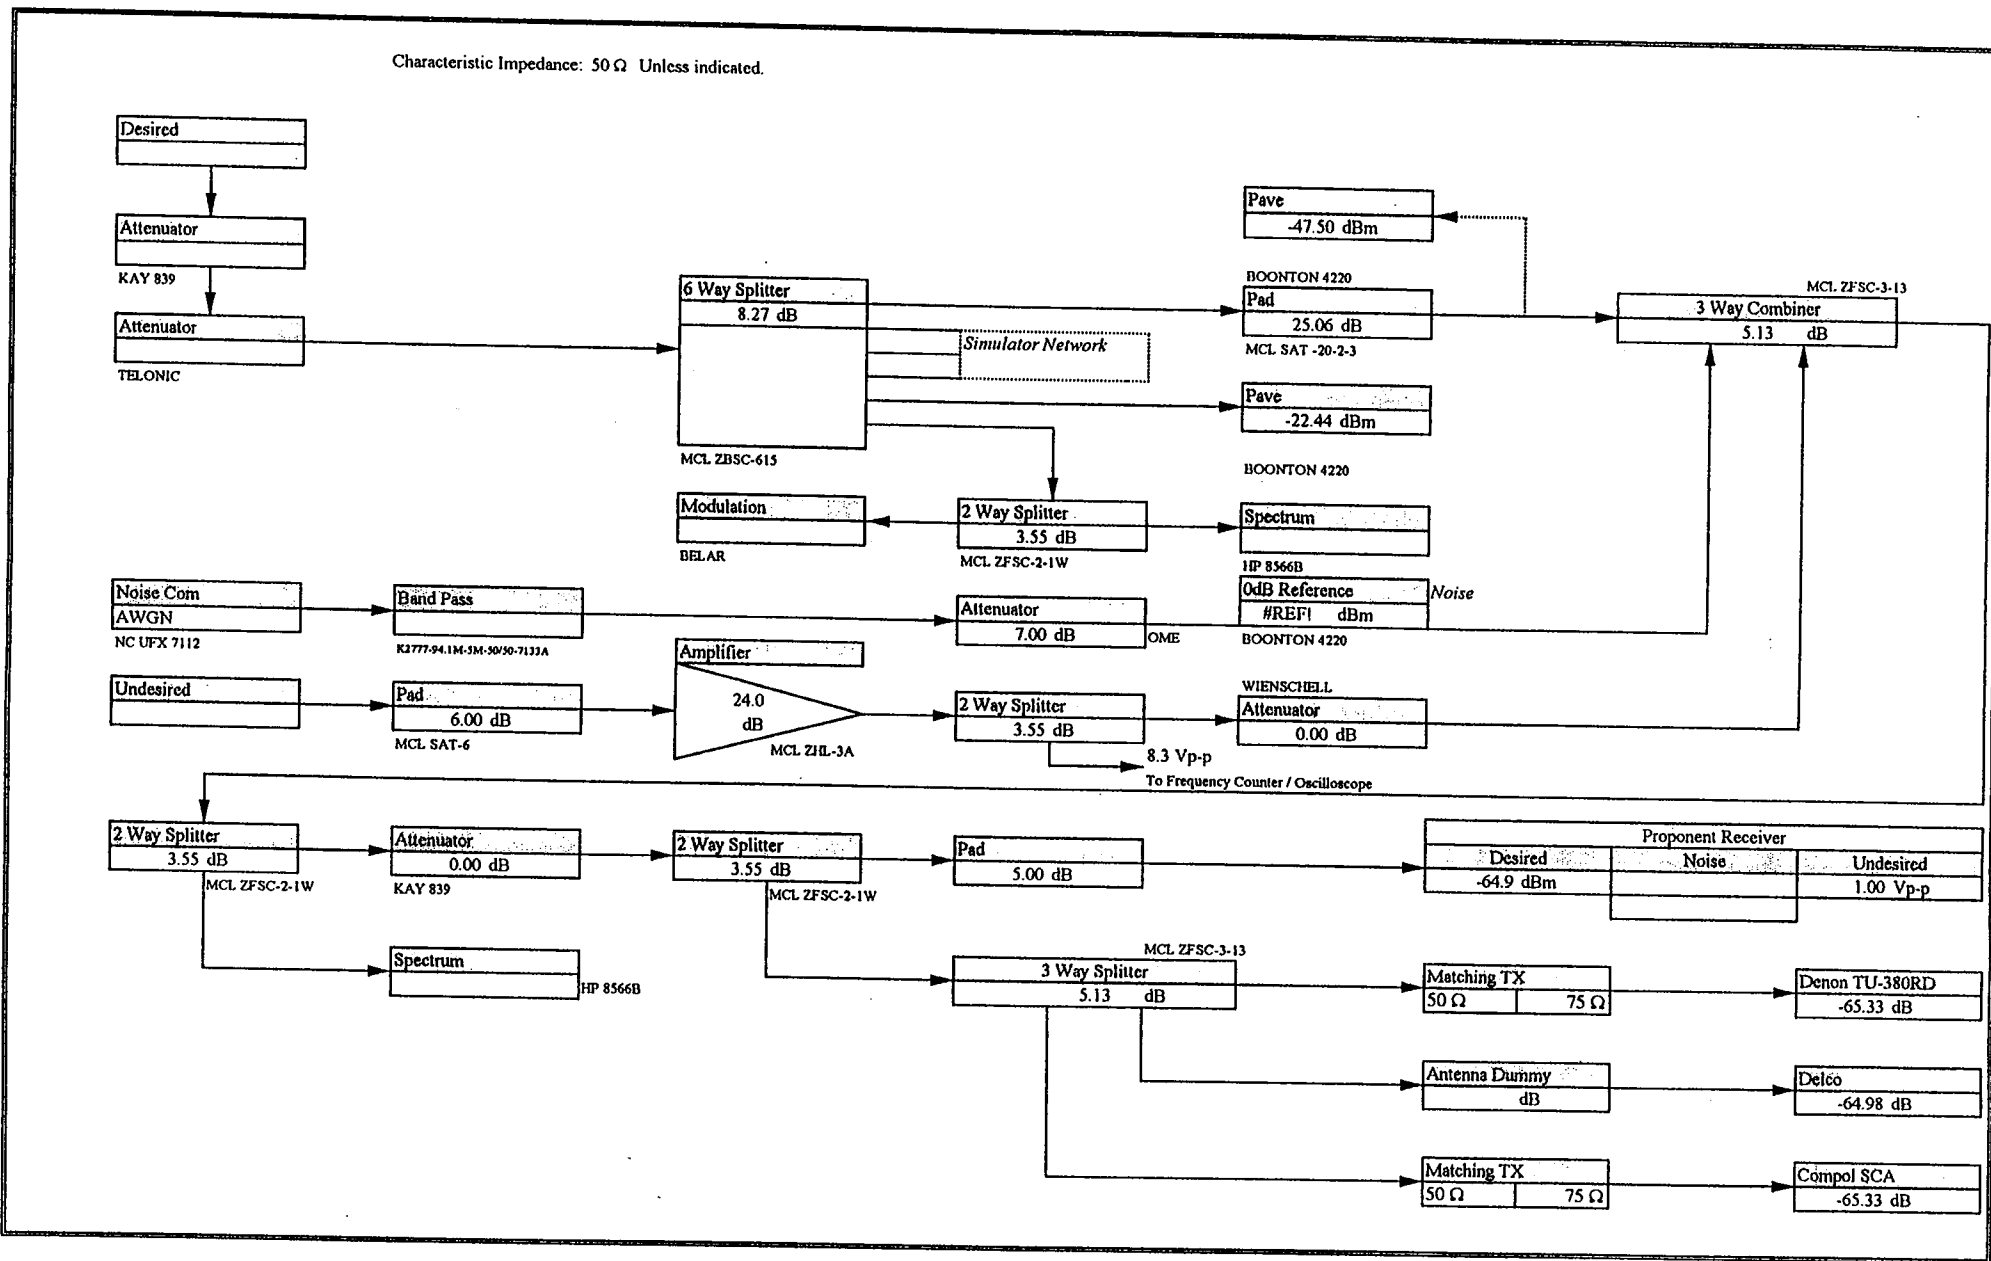 Characteristic Impedance: 50 Ω Unless indicated.
Desired
Attenuator
KAY 839
Attenuator
TELONIC
6 Way Splitter
8.27 dB
MCL ZBSC-615
Simulator Network
Pave
-47.50 dBm
BOONTON 4220
Pad
25.06 dB
MCL SAT -20-2-3
MCL ZFSC-3-13
3 Way Combiner
5.13 dB
Pave
-22.44 dBm
BOONTON 4220
Modulation
BELAR
2 Way Splitter
3.55 dB
MCL ZFSC-2-1W
Spectrum
HP 8566B
Noise Com
AWGN
NC UFX 7112
Band Pass
K2777-94.1M-5M-50/50-7133A
Attenuator
7.00 dB
OME
0dB Reference
#REF! dBm
Noise
BOONTON 4220
Undesired
Pad
6.00 dB
MCL SAT-6
Amplifier
24.0
dB
MCL ZHL-3A
2 Way Splitter
3.55 dB
WIENSCHELL
Attenuator
0.00 dB
8.3 Vp-p
To Frequency Counter / Oscilloscope
2 Way Splitter
3.55 dB
MCL ZFSC-2-1W
Attenuator
0.00 dB
KAY 839
2 Way Splitter
3.55 dB
MCL ZFSC-2-1W
Pad
5.00 dB
Proponent Receiver
Desired Noise Undesired
-64.9 dBm 1.00 Vp-p
Spectrum
HP 8566B
MCL ZFSC-3-13
3 Way Splitter
5.13 dB
Matching TX
50 Ω 75 Ω
Denon TU-380RD
-65.33 dB
Antenna Dummy
dB
Delco
-64.98 dB
Matching TX
50 Ω 75 Ω
Compol SCA
-65.33 dB